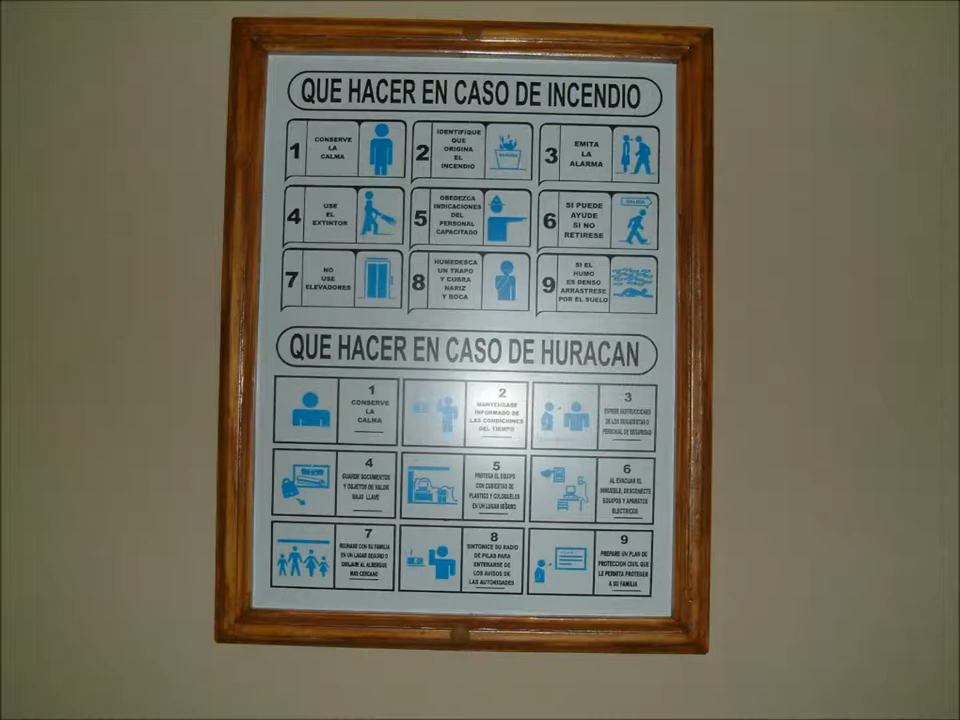 QUE HACER EN CASO DE INCENDIO
1
CONSERVE
LA
CALMA
2
IDENTIFIQUE
QUE
ORIGINA
EL
INCENDIO
3
EMITA
LA
ALARMA
4
USE
EL
EXTINTOR
5
OBEDEZCA
INDICACIONES
DEL
PERSONAL
CAPACITADO
6
SI PUEDE
AYUDE
SI NO
RETIRESE
SALIDA
7
NO
USE
ELEVADORES
8
HUMEDESCA
UN TRAPO
Y CUBRA
NARIZ
Y BOCA
9
SI EL
HUMO
ES DENSO
ARRASTRESE
POR EL SUELO
QUE HACER EN CASO DE HURACAN
1
CONSERVE
LA
CALMA
2
MANTENGASE
INFORMADO DE
LAS CONDICIONES
DEL TIEMPO
3
INSTRUCCIONES
DE LOS
PERSONAL DE SEGURIDAD
4
GUARDE DOCUMENTOS
Y OBJETOS DE VALOR
BAJO LLAVE
5
PROTEJA EL EQUIPO
CON CUBIERTAS DE
PLASTICO Y COLOQUELOS
EN UN LUGAR SEGURO
6
AL EVACUAR EL
INMUEBLE, DESCONECTE
EQUIPOS Y APARATOS
ELECTRICOS
7
REUNASE CON SU FAMILIA
EN UN LUGAR SEGURO O
DIRIJASE AL ALBERGUE
MAS CERCANO
8
SINTONICE SU RADIO
DE PILAS PARA
ENTERARSE DE
LOS AVISOS DE
LAS AUTORIDADES
9
PREPARE UN PLAN DE
PROTECCION CIVIL QUE
LE PERMITA PROTEGER
A SU FAMILIA